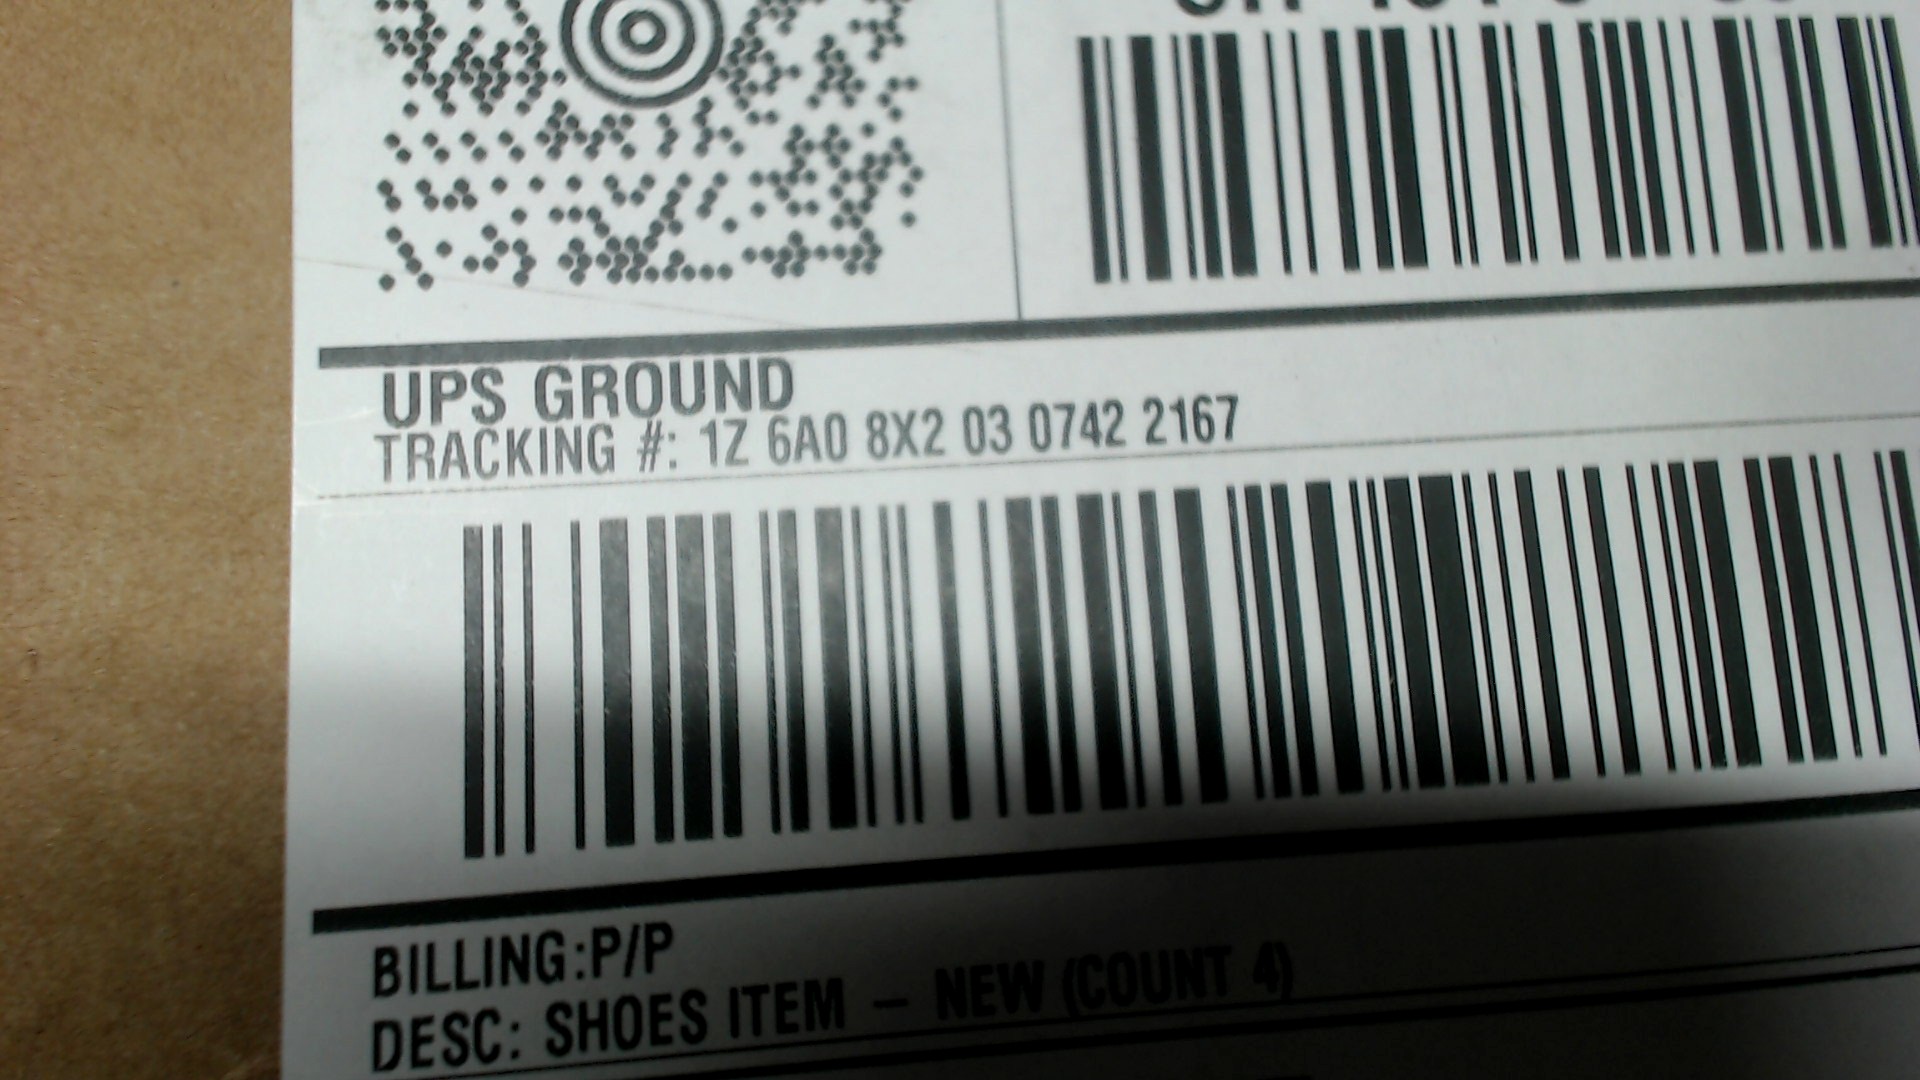 UPS GROUND
TRACKING #: 1Z 6A0 8X2 03 0742 2167
BILLING:P/P
DESC: SHOES ITEM – NEW (COUNT 4)